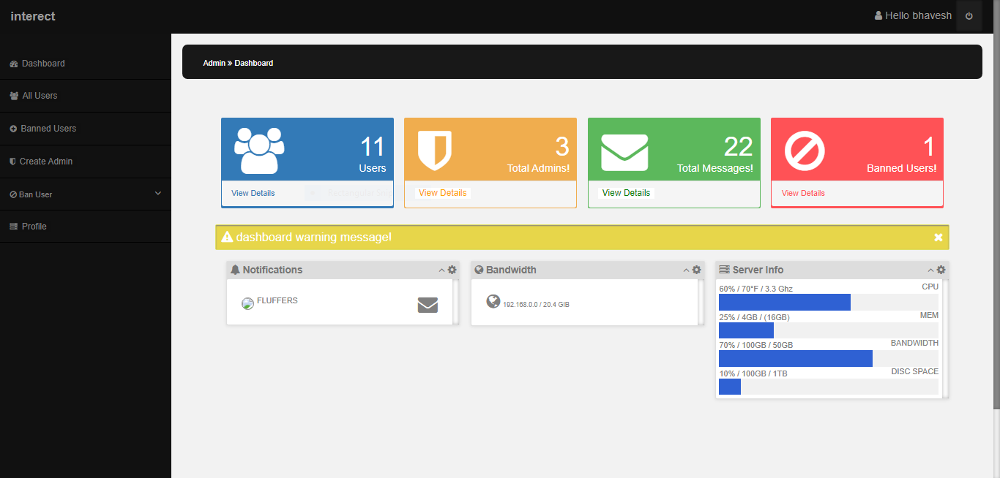 interect
Hello bhavesh
Dashboard
All Users
Banned Users
Create Admin
Ban User
Profile
Admin » Dashboard
11
Users
View Details
Rectangular Snip
3
Total Admins!
View Details
22
Total Messages!
View Details
1
Banned Users!
View Details
dashboard warning message!
Notifications
FLUFFERS
Bandwidth
192.168.0.0 / 20.4 GIB
Server Info
60% / 70°F / 3.3 Ghz
CPU
25% / 4GB / (16GB)
MEM
70% / 100GB / 50GB
BANDWIDTH
10% / 100GB / 1TB
DISC SPACE